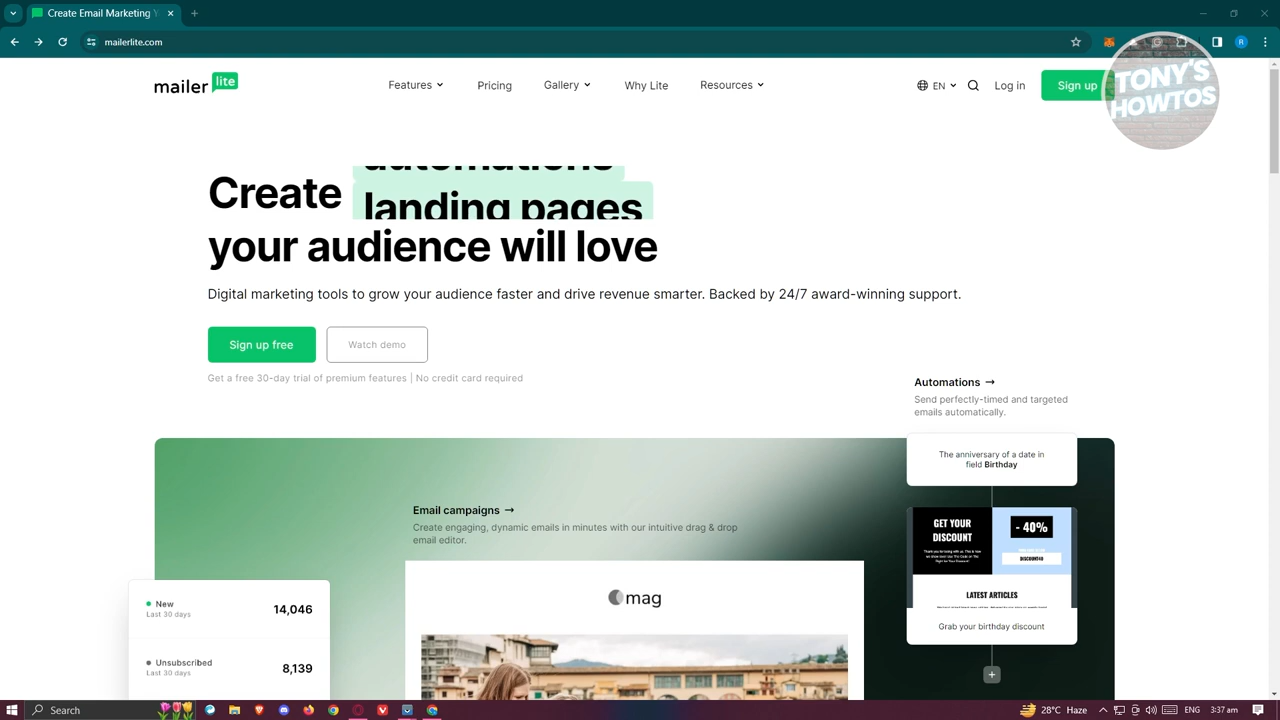 Create Email Marketing
mailerlite.com
mailer lite
Features
Pricing
Gallery
Why Lite
Resources
EN
Log in
Sign up
TONY'S
HOWTOS
automations
Create landing pages
your audience will love
Digital marketing tools to grow your audience faster and drive revenue smarter. Backed by 24/7 award-winning support.
Sign up free
Watch demo
Get a free 30-day trial of premium features | No credit card required
Automations →
Send perfectly-timed and targeted
emails automatically.
The anniversary of a date in
field Birthday
Email campaigns →
Create engaging, dynamic emails in minutes with our intuitive drag & drop
email editor.
GET YOUR
DISCOUNT
- 40%
LATEST ARTICLES
Grab your birthday discount
mag
New
14,046
Last 30 days
Unsubscribed
8,139
Last 30 days
Search
28°C Haze
ENG
3:37 am